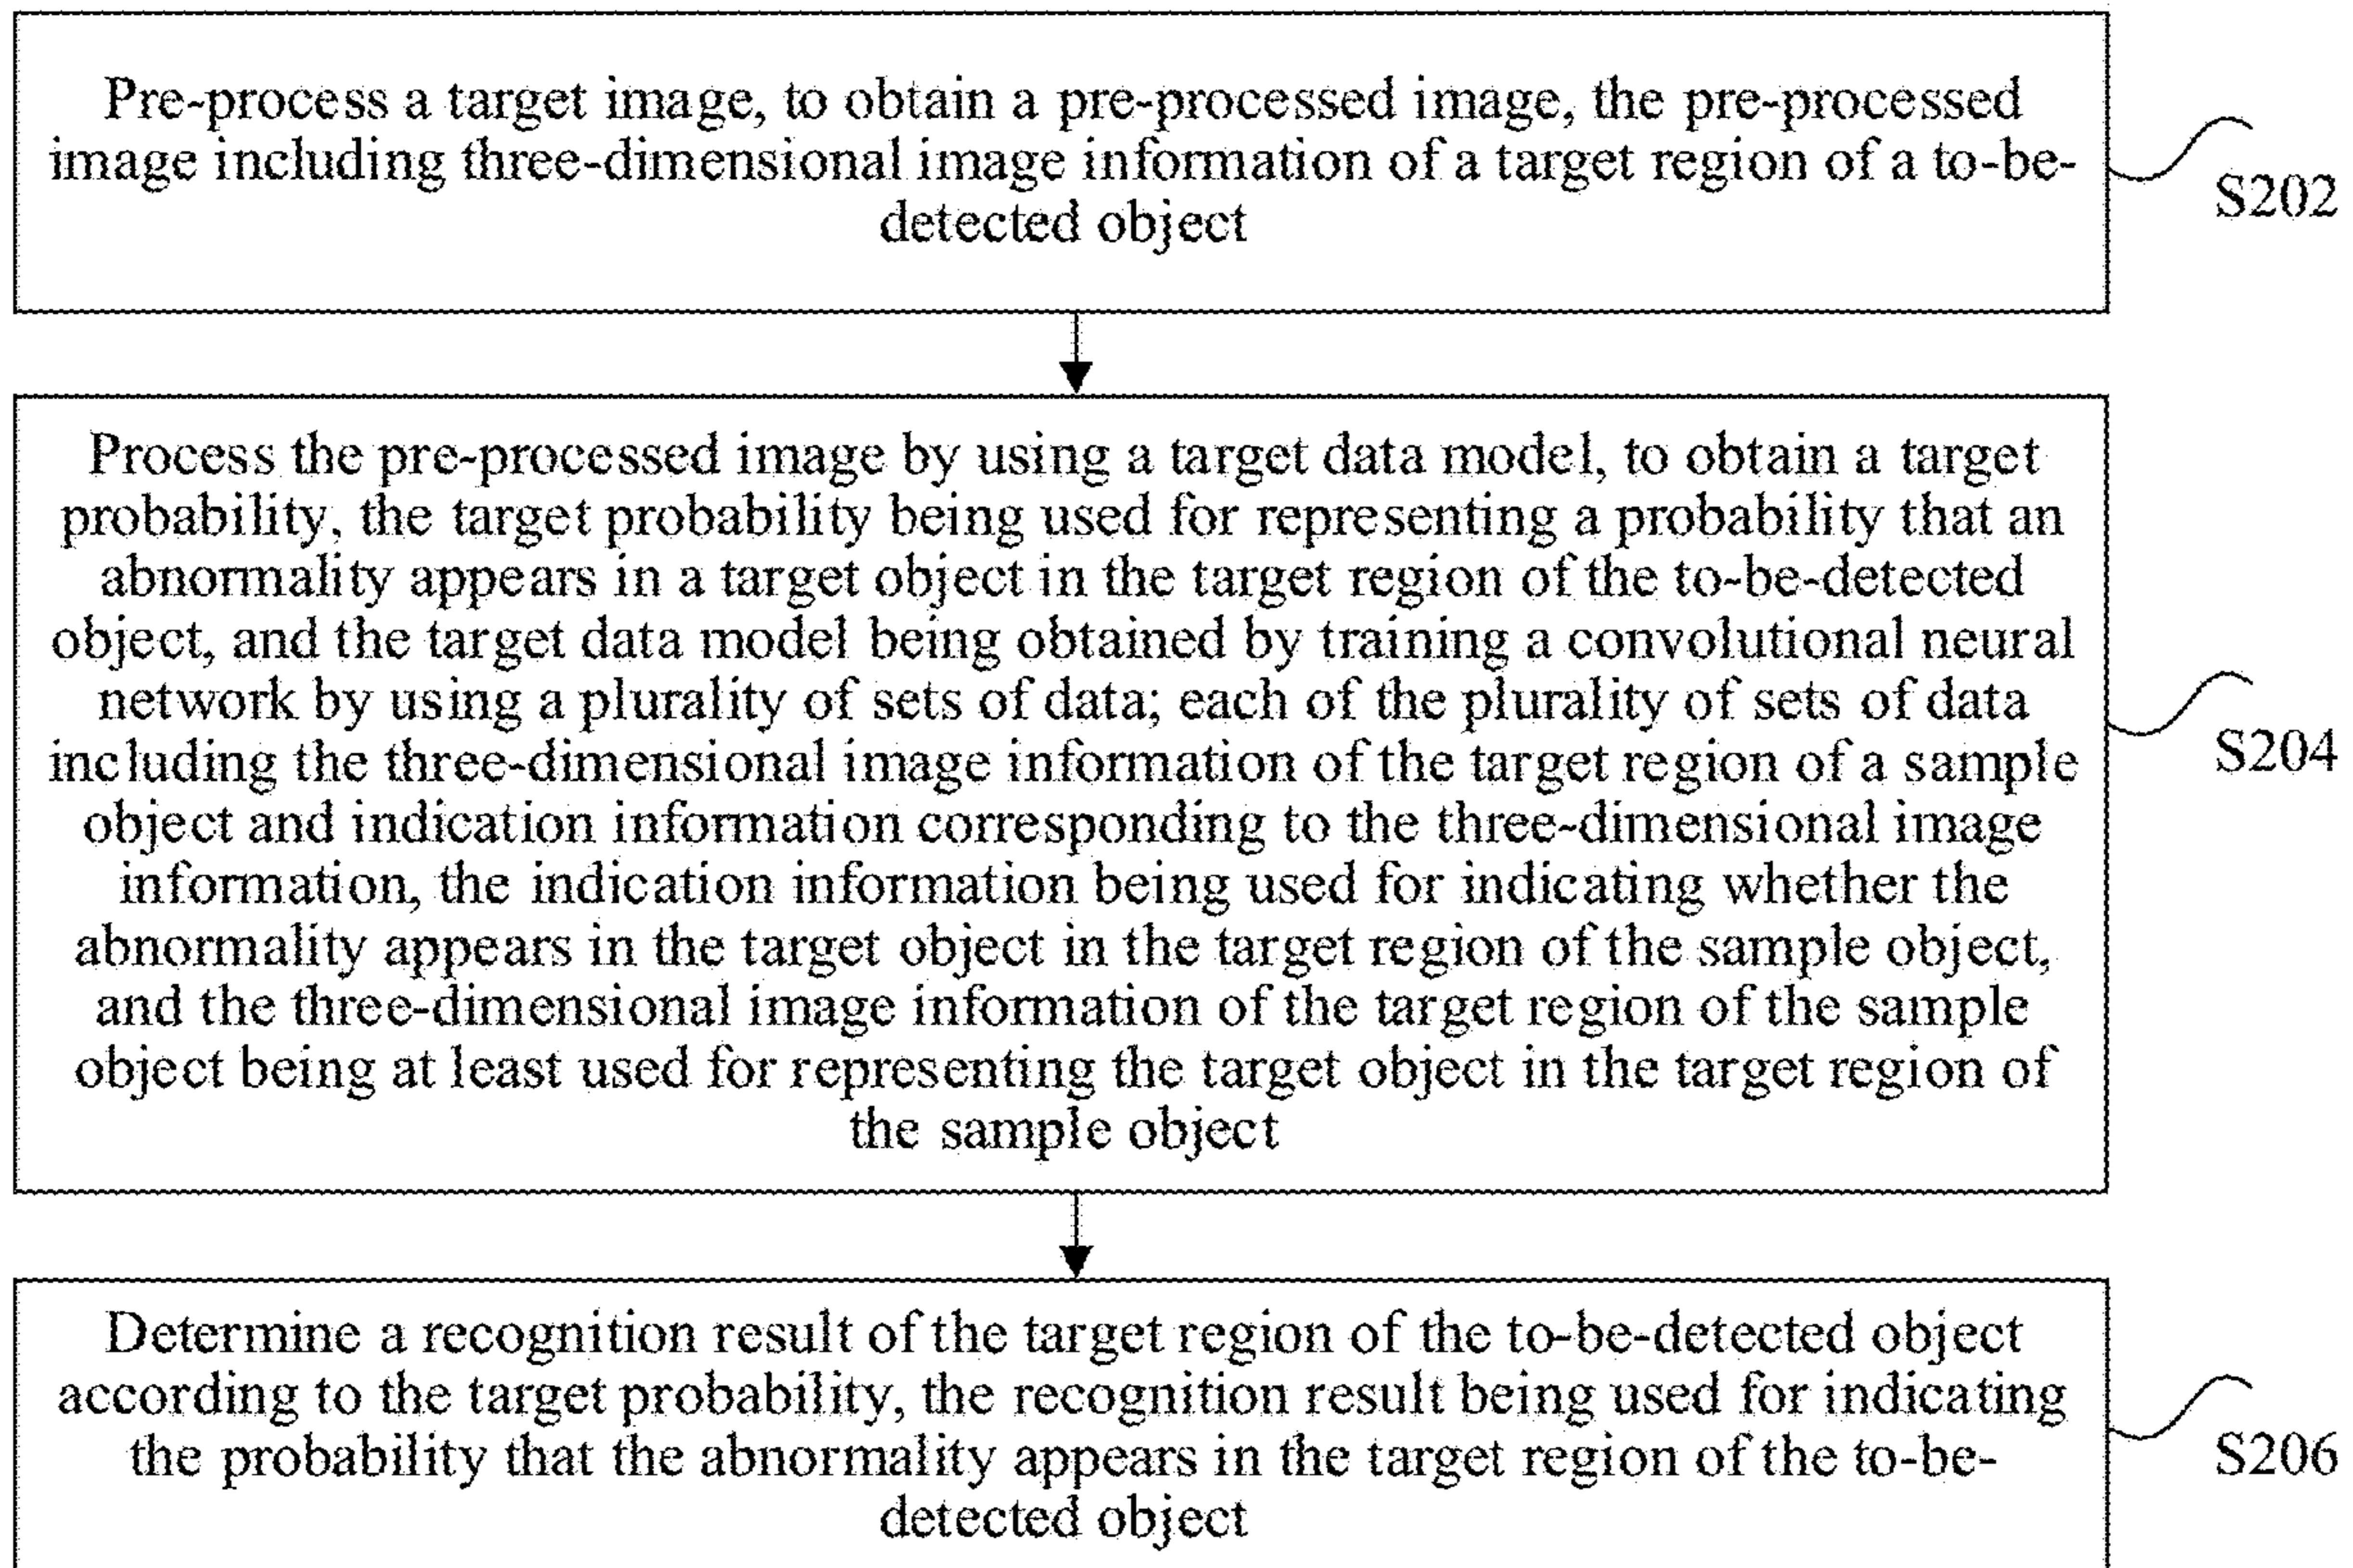 Pre-process a target image, to obtain a pre-processed image, the pre-processed
image including three-dimensional image information of a target region of a to-be-
detected object
S202
Process the pre-processed image by using a target data model, to obtain a target
probability, the target probability being used for representing a probability that an
abnormality appears in a target object in the target region of the to-be-detected
object, and the target data model being obtained by training a convolutional neural
network by using a plurality of sets of data; each of the plurality of sets of data
including the three-dimensional image information of the target region of a sample
object and indication information corresponding to the three-dimensional image
information, the indication information being used for indicating whether the
abnormality appears in the target object in the target region of the sample object,
and the three-dimensional image information of the target region of the sample
object being at least used for representing the target object in the target region of
the sample object
S204
Determine a recognition result of the target region of the to-be-detected object
according to the target probability, the recognition result being used for indicating
the probability that the abnormality appears in the target region of the to-be-
detected object
S206